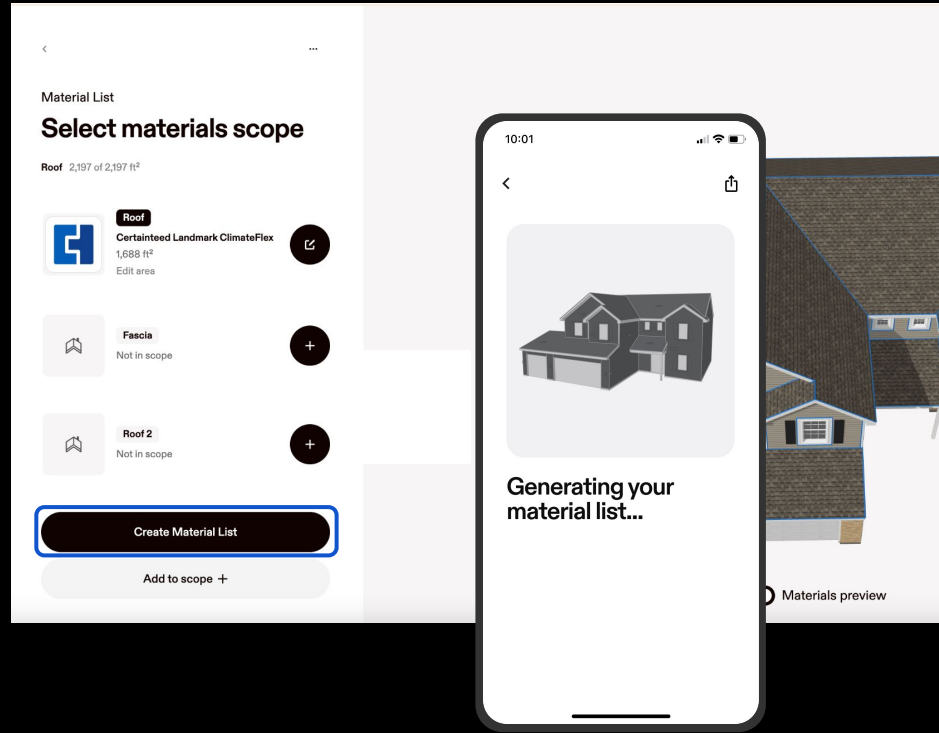 Material List
Select materials scope
Roof 2,197 of 2,197 ft²
Roof
Certainteed Landmark ClimateFlex
1,688 ft²
Edit area
Fascia
Not in scope
Roof 2
Not in scope
Create Material List
Add to scope +
10:01
Generating your
material list...
Materials preview